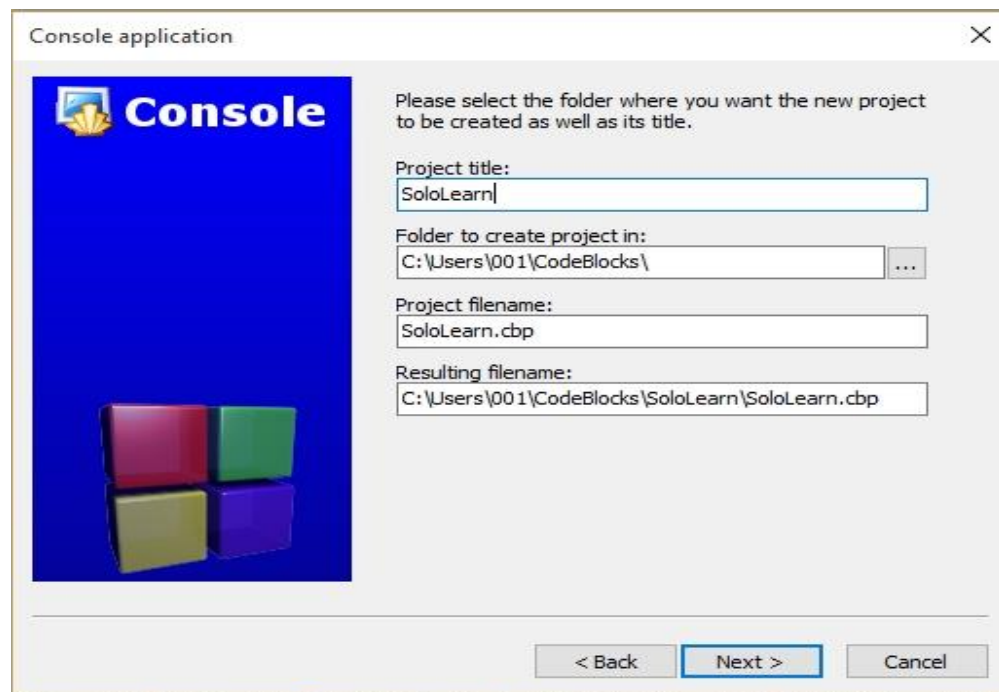 Console application
Console
Please select the folder where you want the new project
to be created as well as its title.
Project title:
SoloLearn
Folder to create project in:
C:\Users\001\CodeBlocks\
...
Project filename:
SoloLearn.cbp
Resulting filename:
C:\Users\001\CodeBlocks\SoloLearn\SoloLearn.cbp
< Back
Next >
Cancel